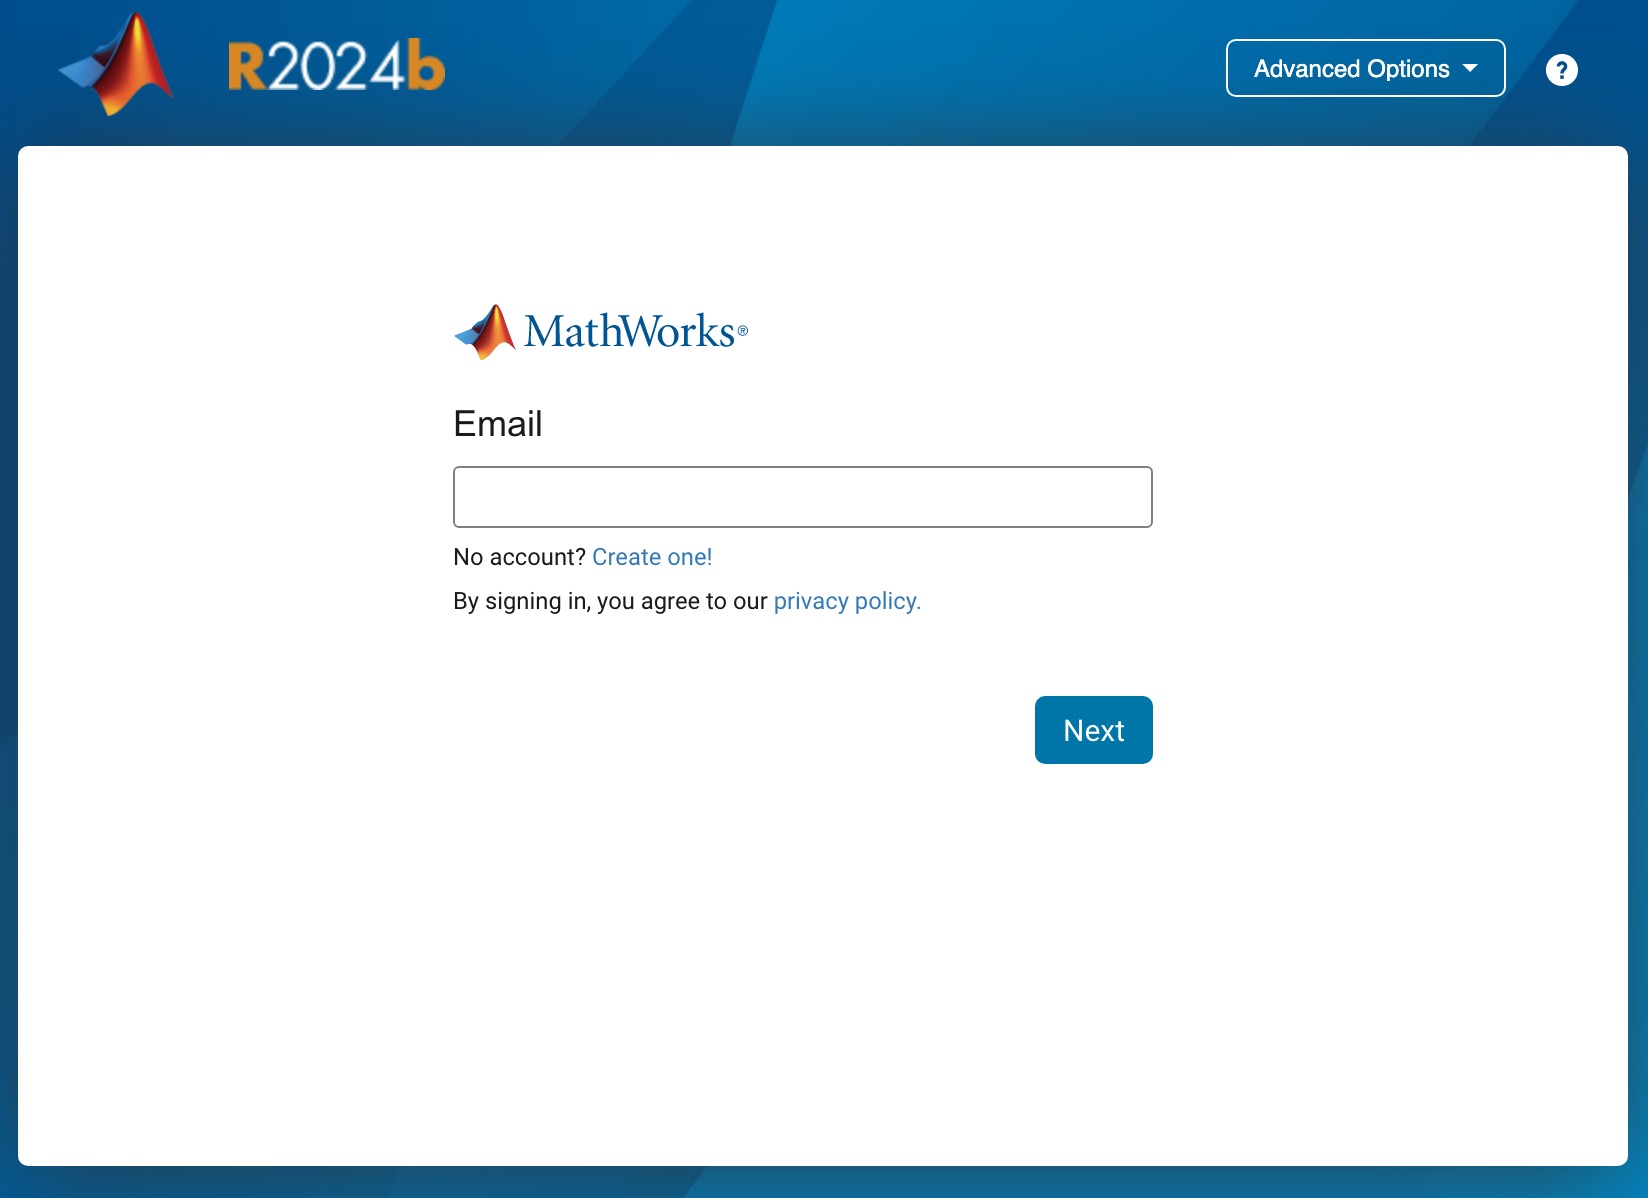 R2024b
Advanced Options
?
MathWorks®
Email
No account? Create one!
By signing in, you agree to our privacy policy.
Next